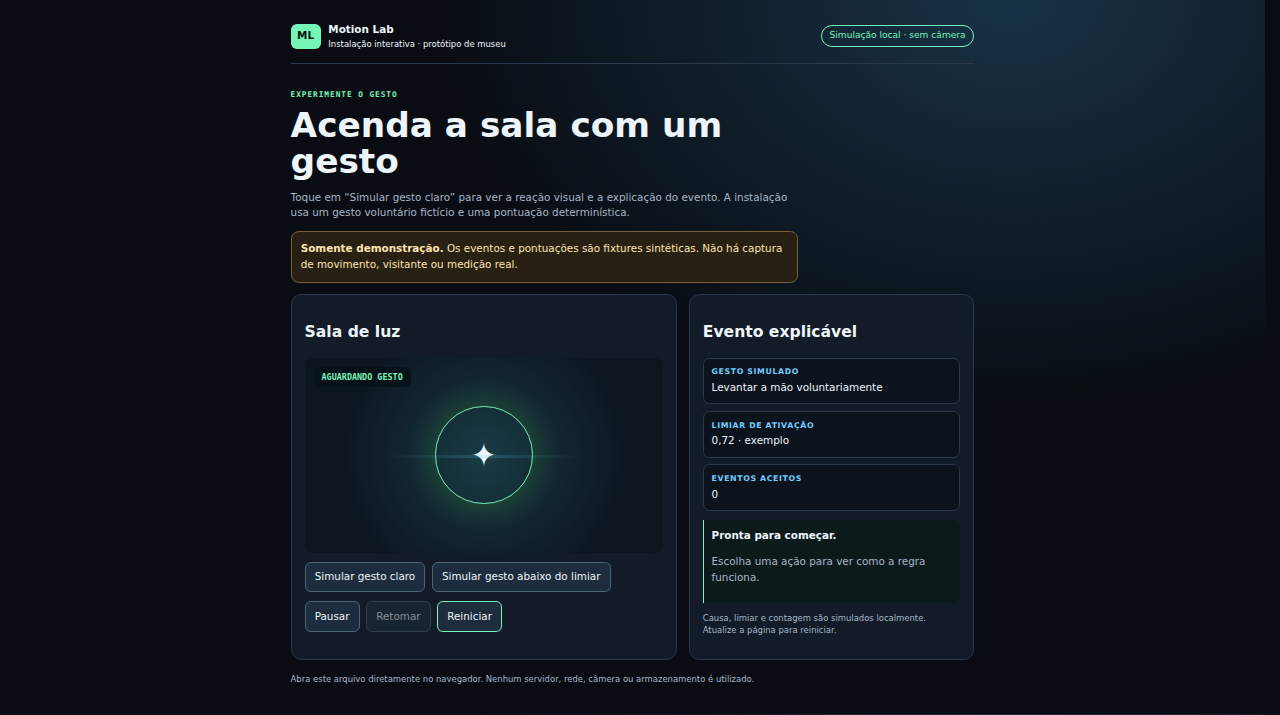 ML
Motion Lab
Instalação interativa · protótipo de museu
Simulação local · sem câmera
EXPERIMENTE O GESTO
Acenda a sala com um
gesto
Toque em “Simular gesto claro” para ver a reação visual e a explicação do evento. A instalação
usa um gesto voluntário fictício e uma pontuação determinística.
Somente demonstração. Os eventos e pontuações são fixtures sintéticas. Não há captura
de movimento, visitante ou medição real.
Sala de luz
AGUARDANDO GESTO
Simular gesto claro
Simular gesto abaixo do limiar
Pausar
Retomar
Reiniciar
Evento explicável
GESTO SIMULADO
Levantar a mão voluntariamente
LIMIAR DE ATIVAÇÃO
0,72 · exemplo
EVENTOS ACEITOS
0
Pronta para começar.
Escolha uma ação para ver como a regra
funciona.
Causa, limiar e contagem são simulados localmente.
Atualize a página para reiniciar.
Abra este arquivo diretamente no navegador. Nenhum servidor, rede, câmera ou armazenamento é utilizado.